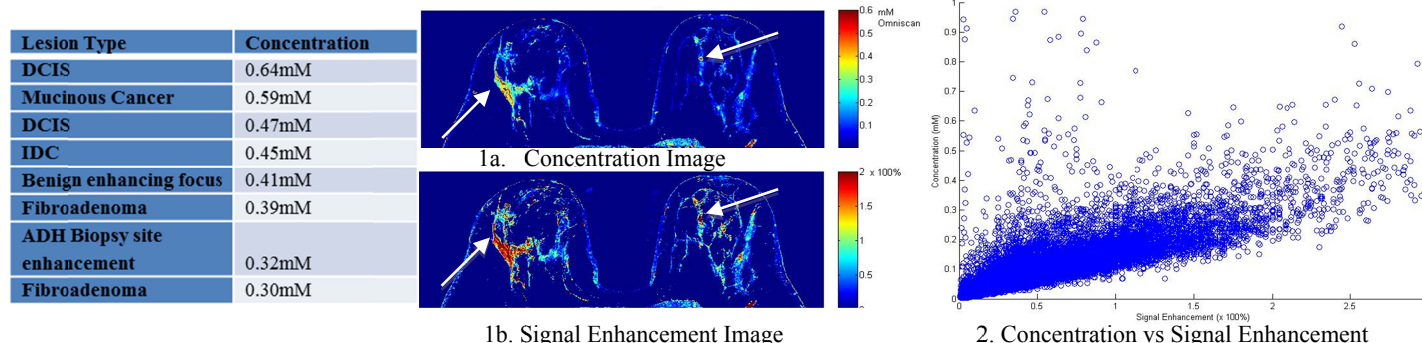 Lesion Type Concentration
DCIS 0.64mM
Mucinous Cancer 0.59mM
DCIS 0.47mM
IDC 0.45mM
Benign enhancing focus 0.41mM
Fibroadenoma 0.39mM
ADH Biopsy site
enhancement 0.32mM
Fibroadenoma 0.30mM
0.6 mM
Omniscan
0.5
0.4
0.3
0.2
0.1
1a. Concentration Image
2 x 100%
1.5
1
0.5
0
1b. Signal Enhancement Image
1
0.9
0.8
0.7
0.6
0.5
0.4
0.3
0.2
0.1
0
Concentration (mM)
0.5 1 1.5 2 2.5
Signal Enhancement (x 100%)
2. Concentration vs Signal Enhancement